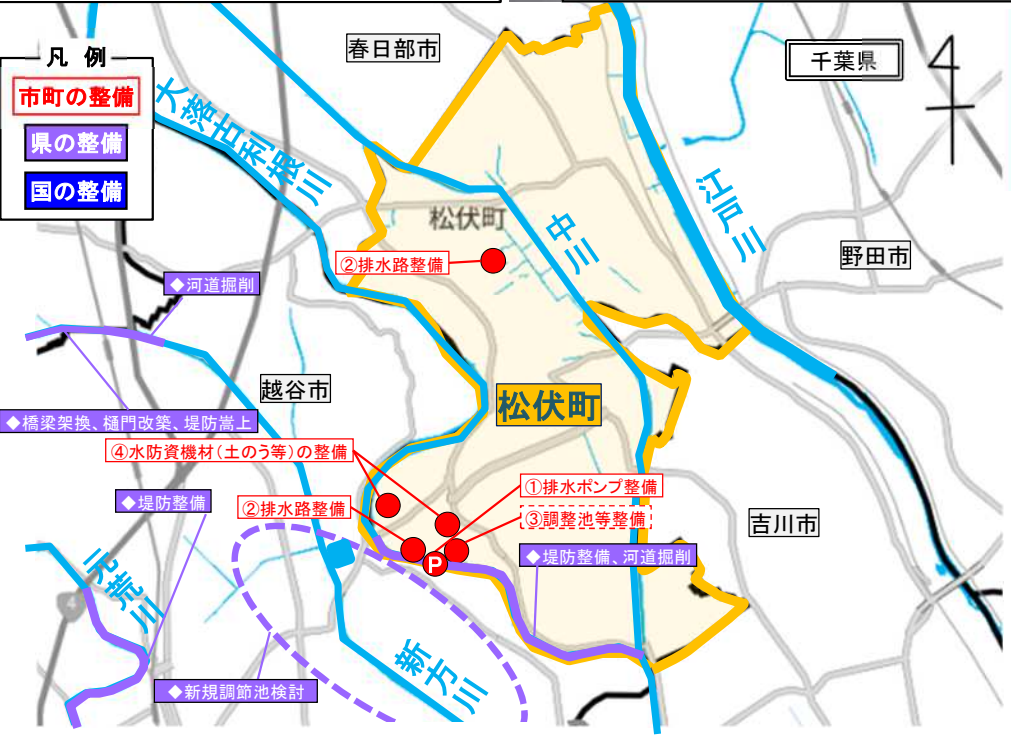 春日部市
千葉県
凡 例
市町の整備
県の整備
国の整備
大落古利根川
江戸川
松伏町
中川
②排水路整備
野田市
◆河道掘削
越谷市
松伏町
◆橋梁架換、樋門改築、堤防嵩上
④水防資機材(土のう等)の整備
①排水ポンプ整備
◆堤防整備
②排水路整備
③調整池等整備
吉川市
P
◆堤防整備、河道掘削
元荒川
4
新方川
◆新規調節池検討